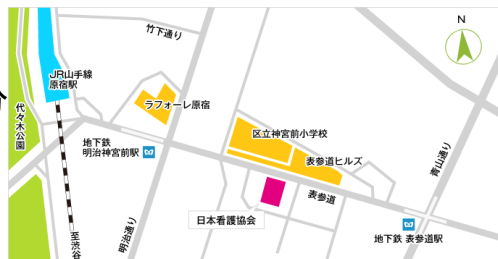 N
竹下通り
JR山手線
原宿駅
ラフォーレ原宿
代々木公園
区立神宮前小学校
地下鉄
明治神宮前駅
表参道ヒルズ
青山通り
表参道
日本看護協会
明治通り
至渋谷
地下鉄 表参道駅